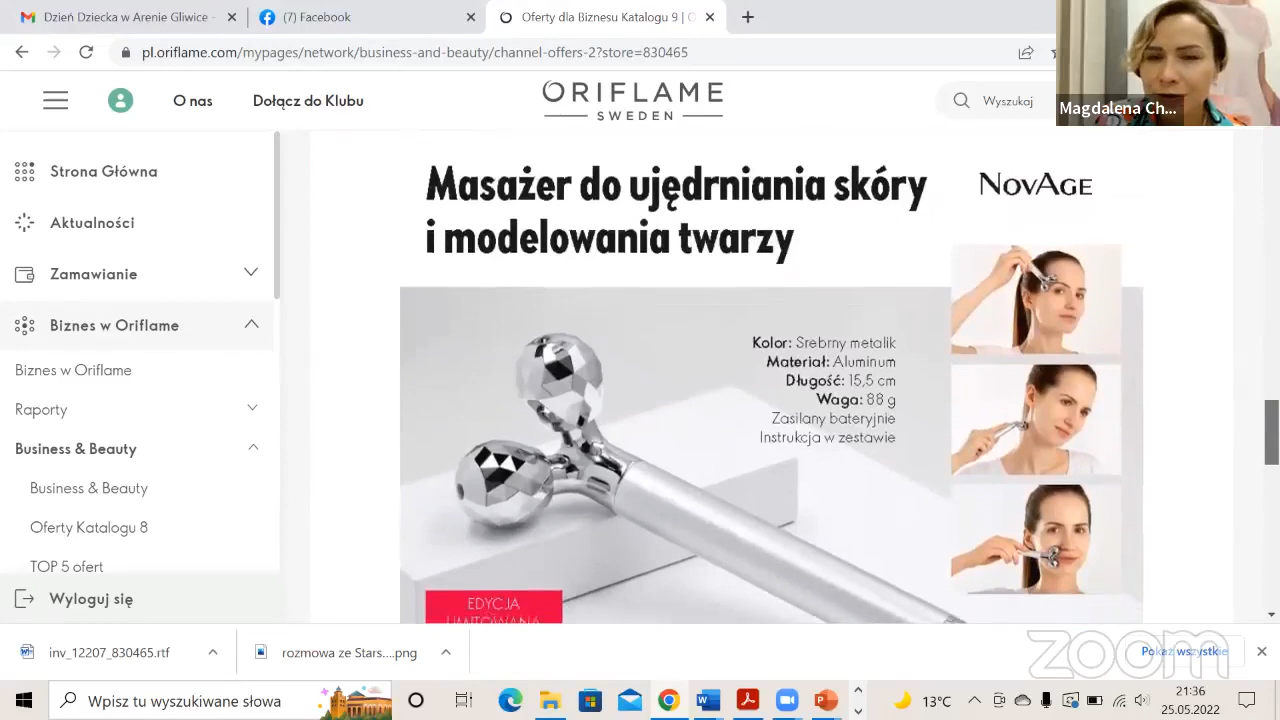 Dzień Dziecka w Arenie Gliwice -
(7) Facebook
Oferty dla Biznesu Katalogu 9 | O
pl.oriflame.com/mypages/network/business-and-beauty/channel-offers-2?store=830465
O nas
Dołącz do Klubu
ORIFLAME
SWEDEN
Wyszukaj
Magdalena Ch...
Strona Główna
Aktualności
Zamawianie
Biznes w Oriflame
Biznes w Oriflame
Raporty
Business & Beauty
Business & Beauty
Oferty Katalogu 8
TOP 5 ofert
Wyloguj się
Masażer do ujędrniania skóry
i modelowania twarzy
NOVAGE
Kolor: Srebrny metalik
Materiał: Aluminum
Długość: 15,5 cm
Waga: 88 g
Zasilany bateryjnie
Instrukcja w zestawie
EDYCJA
LIMITOWANA
inv_12207_830465.rtf
rozmowa ze Stars....png
Pokaż wszystkie
zoom
Wpisz tu wyszukiwane słowa
13°C
21:36
25.05.2022